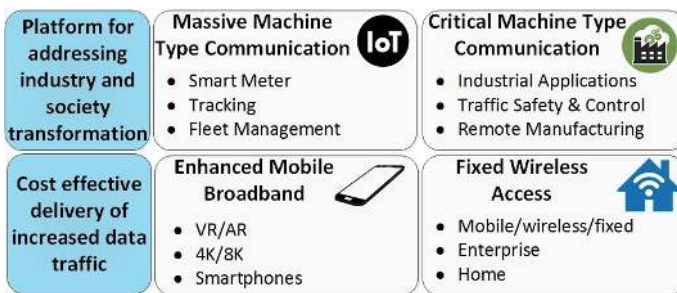 Platform for
addressing
industry and
society
transformation
Massive Machine
Type Communication
IoT
• Smart Meter
• Tracking
• Fleet Management
Critical Machine Type
Communication
• Industrial Applications
• Traffic Safety & Control
• Remote Manufacturing
Cost effective
delivery of
increased data
traffic
Enhanced Mobile
Broadband
• VR/AR
• 4K/8K
• Smartphones
Fixed Wireless
Access
• Mobile/wireless/fixed
• Enterprise
• Home